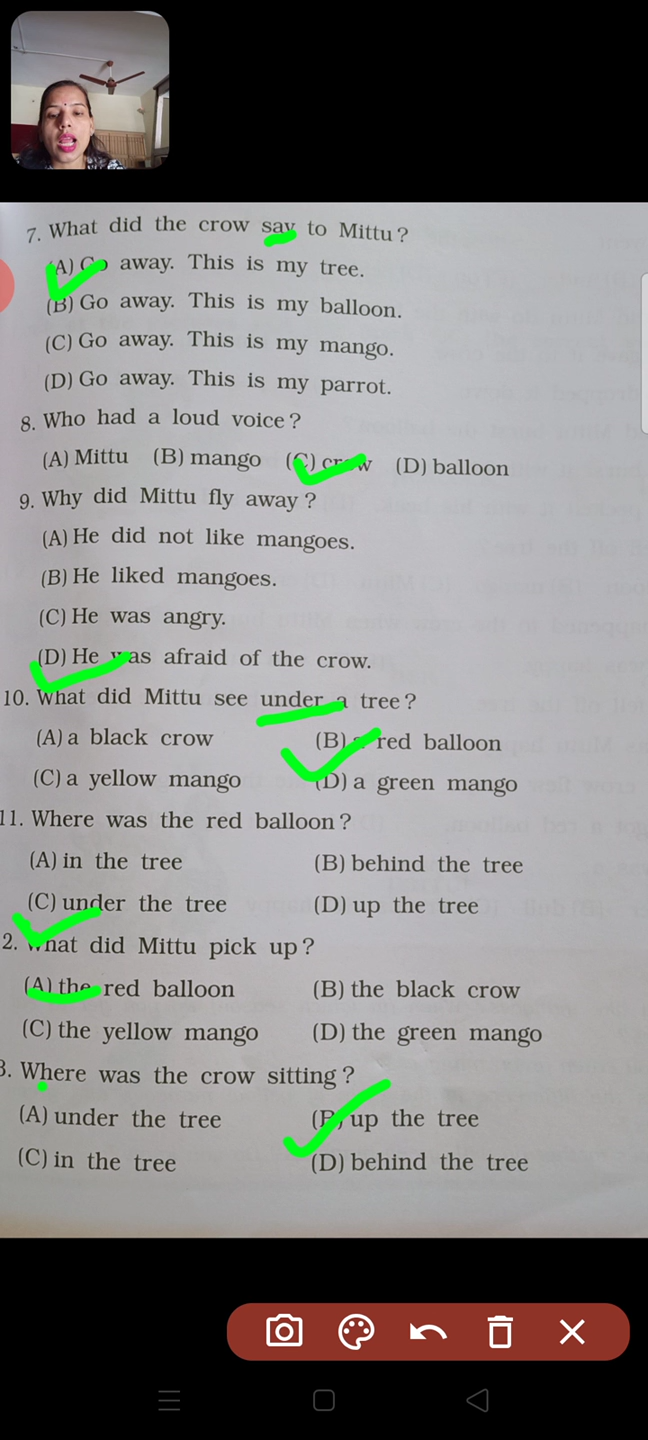 7. What did the crow say to Mittu?
(A) Go away. This is my tree.
(B) Go away. This is my balloon.
(C) Go away. This is my mango.
(D) Go away. This is my parrot.
8. Who had a loud voice?
(A) Mittu (B) mango (C) crow (D) balloon
9. Why did Mittu fly away?
(A) He did not like mangoes.
(B) He liked mangoes.
(C) He was angry.
(D) He was afraid of the crow.
10. What did Mittu see under a tree?
(A) a black crow (B) a red balloon
(C) a yellow mango (D) a green mango
11. Where was the red balloon?
(A) in the tree (B) behind the tree
(C) under the tree (D) up the tree
2. What did Mittu pick up?
(A) the red balloon (B) the black crow
(C) the yellow mango (D) the green mango
3. Where was the crow sitting?
(A) under the tree (B) up the tree
(C) in the tree (D) behind the tree